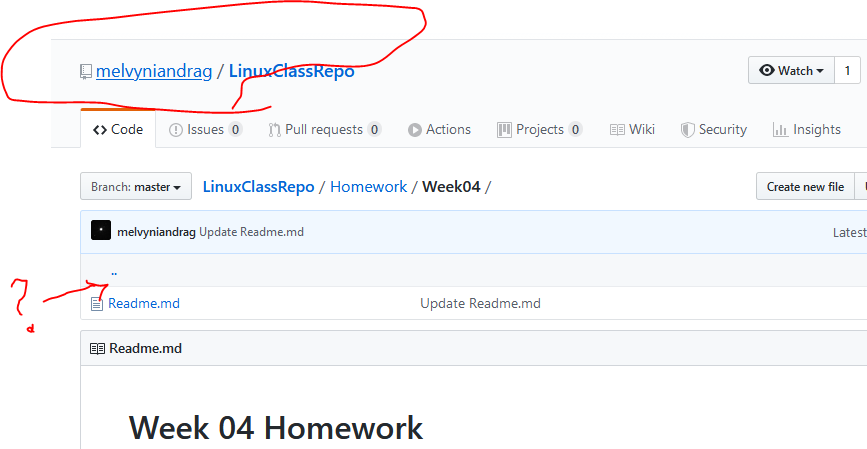 melvyniandrag / LinuxClassRepo
Watch 1
Code Issues 0 Pull requests 0 Actions Projects 0 Wiki Security Insights
Branch: master LinuxClassRepo / Homework / Week04 / Create new file
melvyniandrag Update Readme.md Latest
..
?
Readme.md Update Readme.md
Readme.md
Week 04 Homework